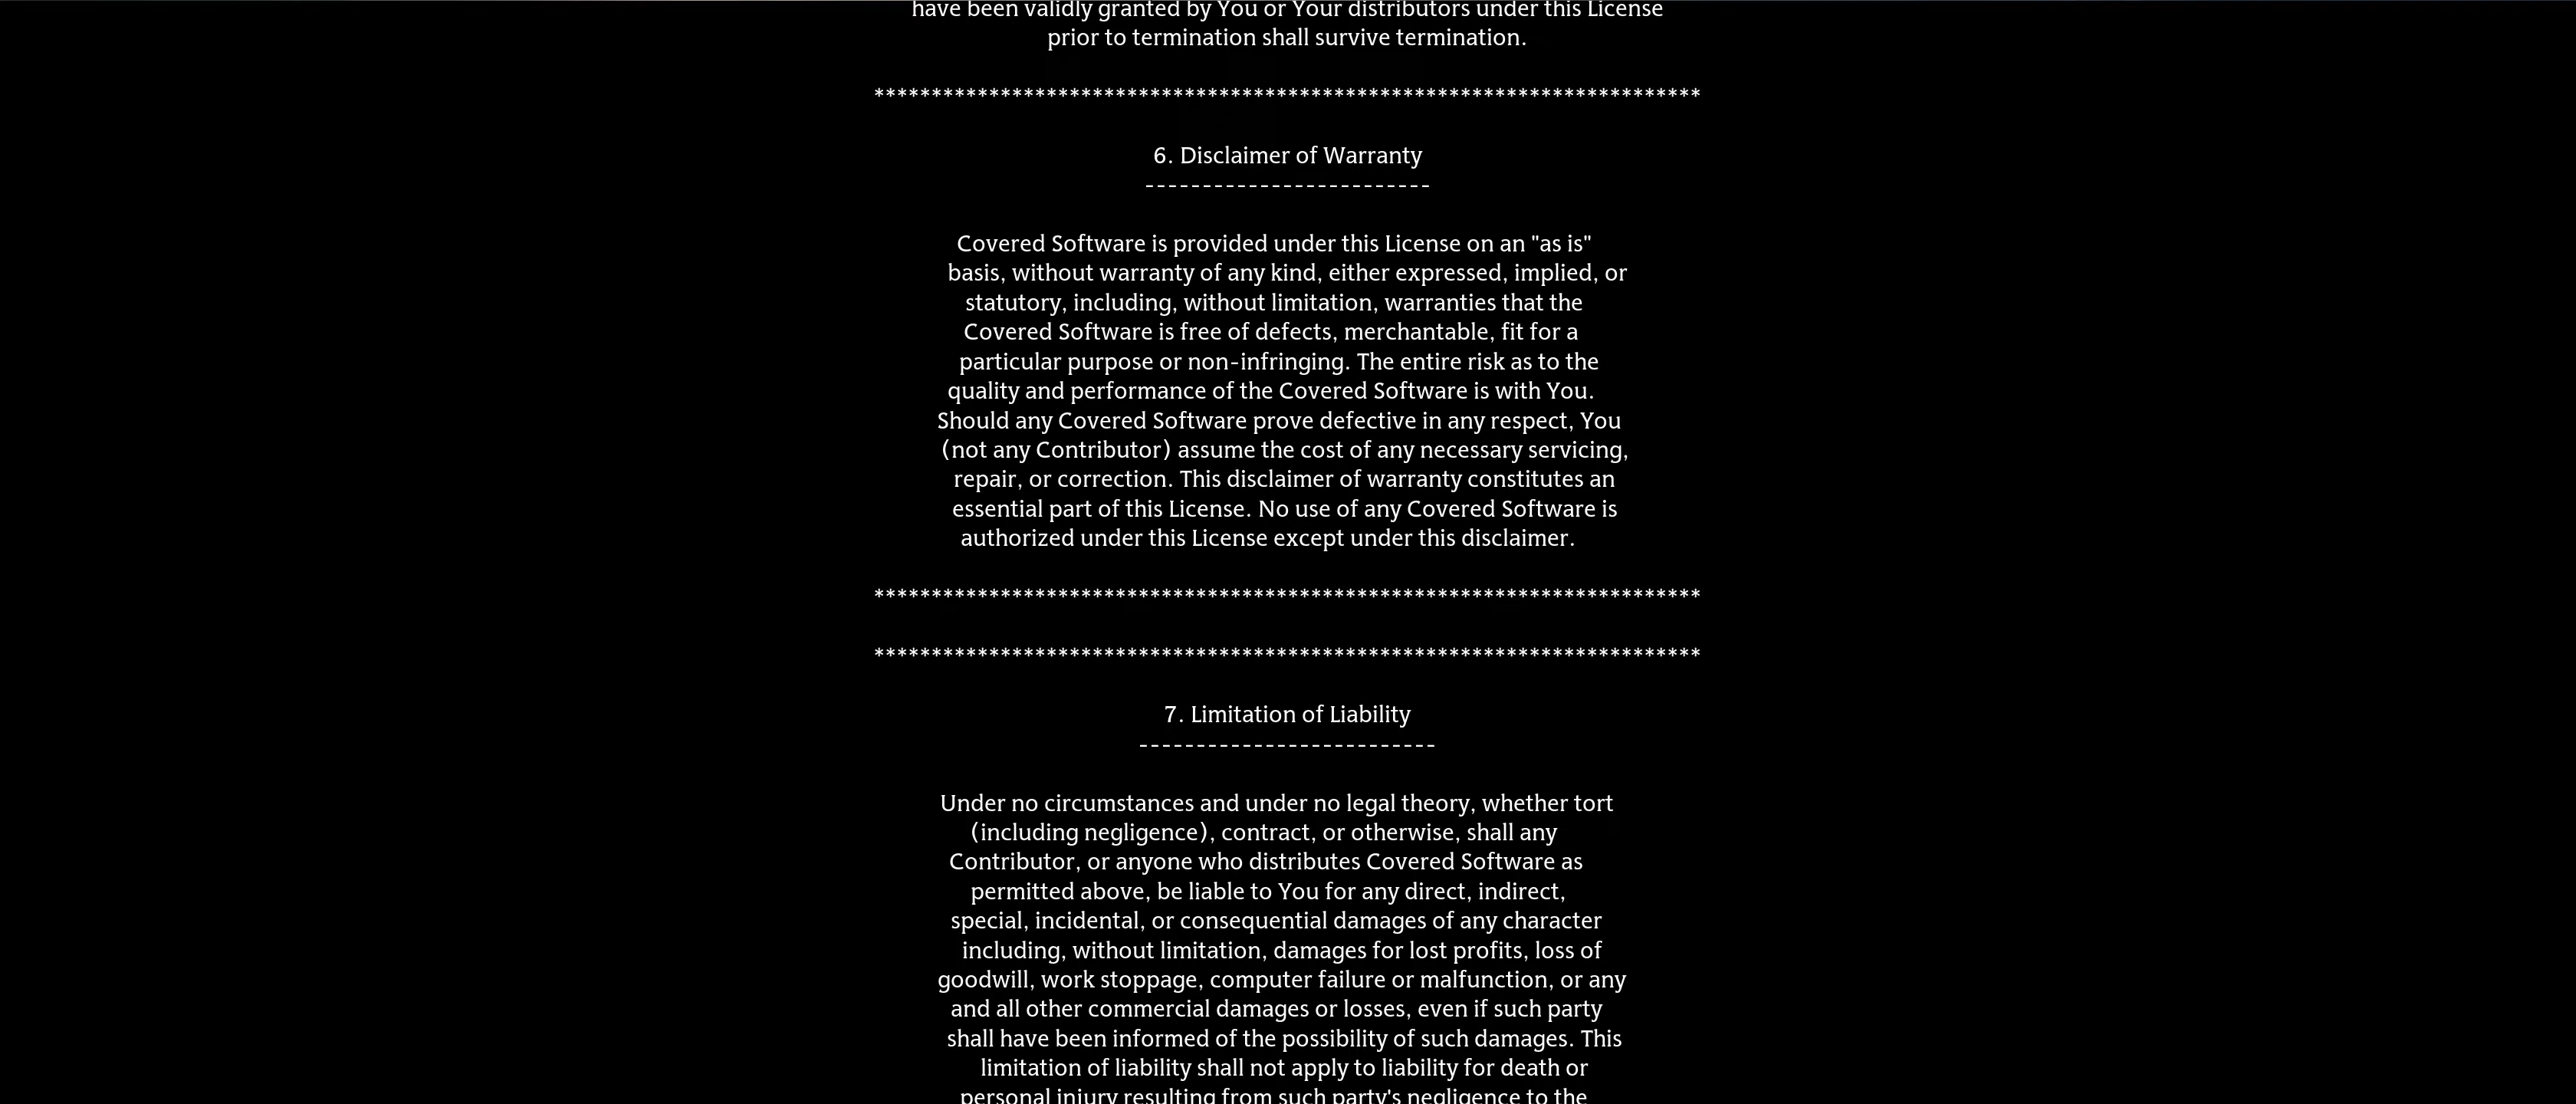 have been validly granted by You or Your distributors under this License
prior to termination shall survive termination.
************************************************************************
6. Disclaimer of Warranty
-------------------------
Covered Software is provided under this License on an "as is"
basis, without warranty of any kind, either expressed, implied, or
statutory, including, without limitation, warranties that the
Covered Software is free of defects, merchantable, fit for a
particular purpose or non-infringing. The entire risk as to the
quality and performance of the Covered Software is with You.
Should any Covered Software prove defective in any respect, You
(not any Contributor) assume the cost of any necessary servicing,
repair, or correction. This disclaimer of warranty constitutes an
essential part of this License. No use of any Covered Software is
authorized under this License except under this disclaimer.
************************************************************************
************************************************************************
7. Limitation of Liability
--------------------------
Under no circumstances and under no legal theory, whether tort
(including negligence), contract, or otherwise, shall any
Contributor, or anyone who distributes Covered Software as
permitted above, be liable to You for any direct, indirect,
special, incidental, or consequential damages of any character
including, without limitation, damages for lost profits, loss of
goodwill, work stoppage, computer failure or malfunction, or any
and all other commercial damages or losses, even if such party
shall have been informed of the possibility of such damages. This
limitation of liability shall not apply to liability for death or
personal injury resulting from such party's negligence to the